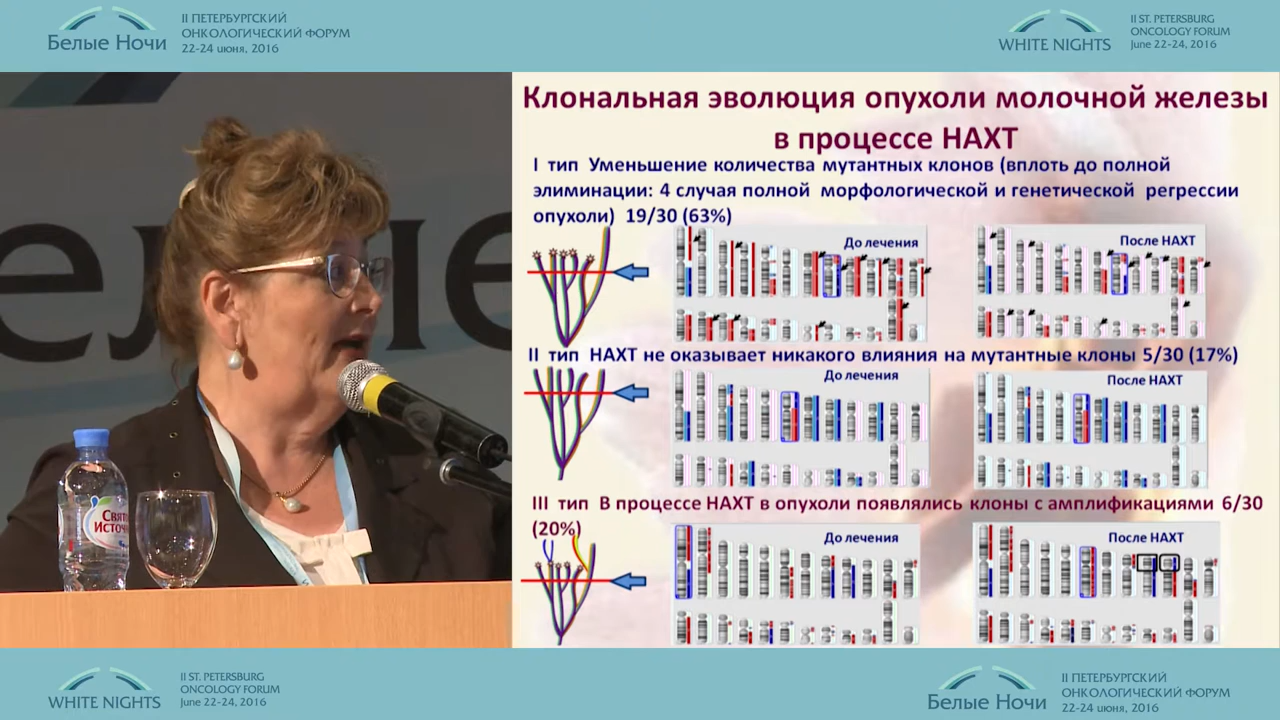 II ПЕТЕРБУРГСКИЙ
ОНКОЛОГИЧЕСКИЙ ФОРУМ
22-24 июня, 2016
Белые Ночи
II ST. PETERSBURG
ONCOLOGY FORUM
June 22-24, 2016
WHITE NIGHTS
Клональная эволюция опухоли молочной железы
в процессе НАХТ
I тип Уменьшение количества мутантных клонов (вплоть до полной
элиминации: 4 случая полной морфологической и генетической регрессии
опухоли) 19/30 (63%)
До лечения
После НАХТ
II тип НАХТ не оказывает никакого влияния на мутантные клоны 5/30 (17%)
До лечения
После НАХТ
III тип В процессе НАХТ в опухоли появлялись клоны с амплификациями 6/30
(20%)
До лечения
После НАХТ
WHITE NIGHTS
II ST. PETERSBURG
ONCOLOGY FORUM
June 22-24, 2016
Белые Ночи
II ПЕТЕРБУРГСКИЙ
ОНКОЛОГИЧЕСКИЙ ФОРУМ
22-24 июня, 2016